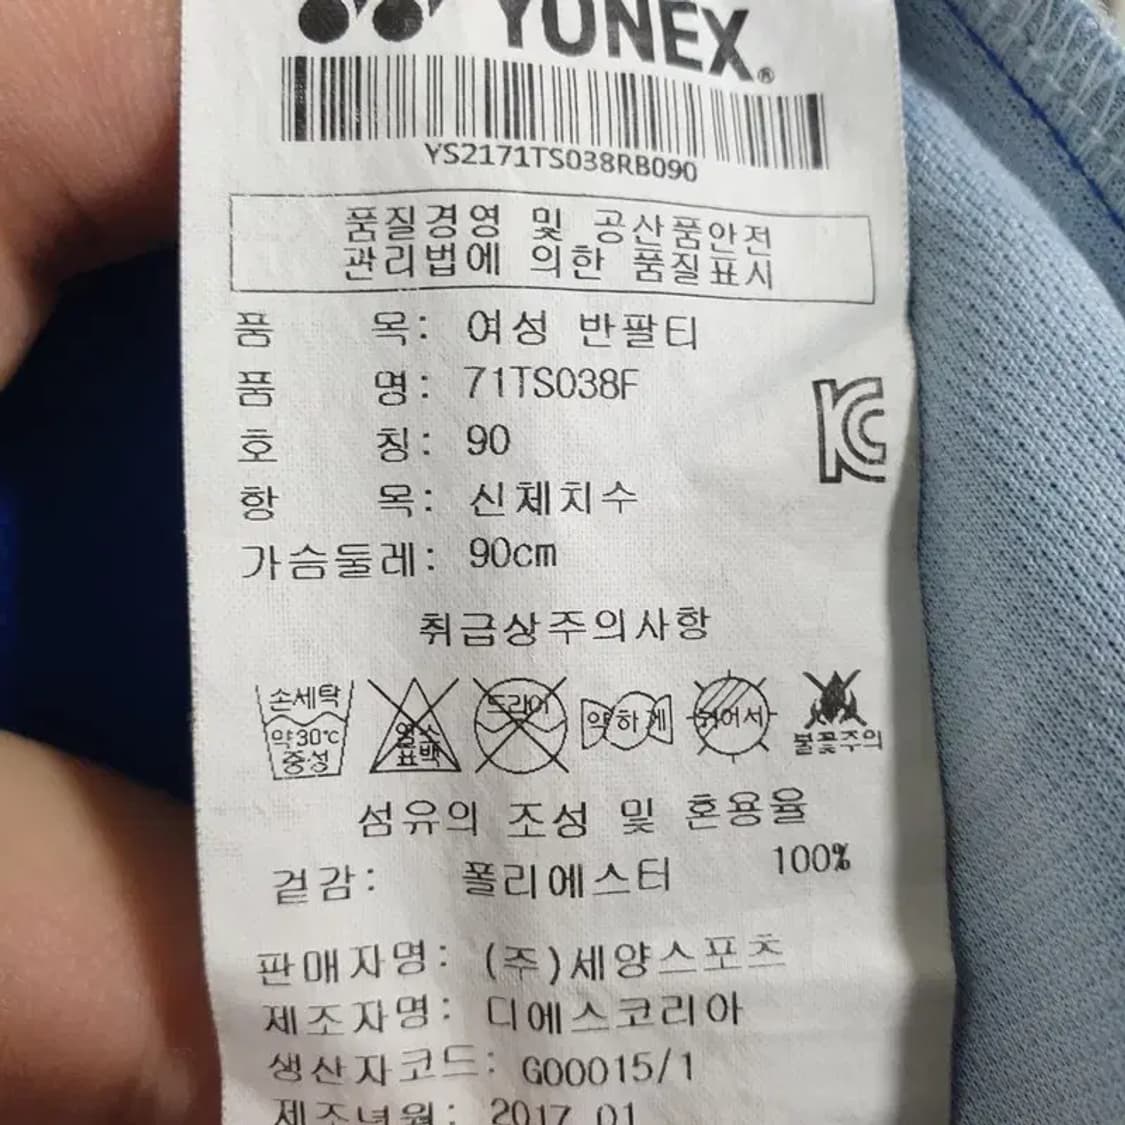 YONEX®
YS2171TS038RB090
품질경영 및 공산품안전
관리법에 의한 품질표시
품 목: 여성 반팔티
품 명: 71TS038F
호 칭: 90
항 목: 신체치수
가슴둘레: 90cm
취급상주의사항
손세탁
약30℃
중성
염소
표백
드라이
약하게
뉘어서
불꽃주의
섬유의 조성 및 혼용율
겉감: 폴리에스터 100%
판매자명: (주)세양스포츠
제조자명: 디에스코리아
생산자코드: G00015/1
제조년월: 2017 01